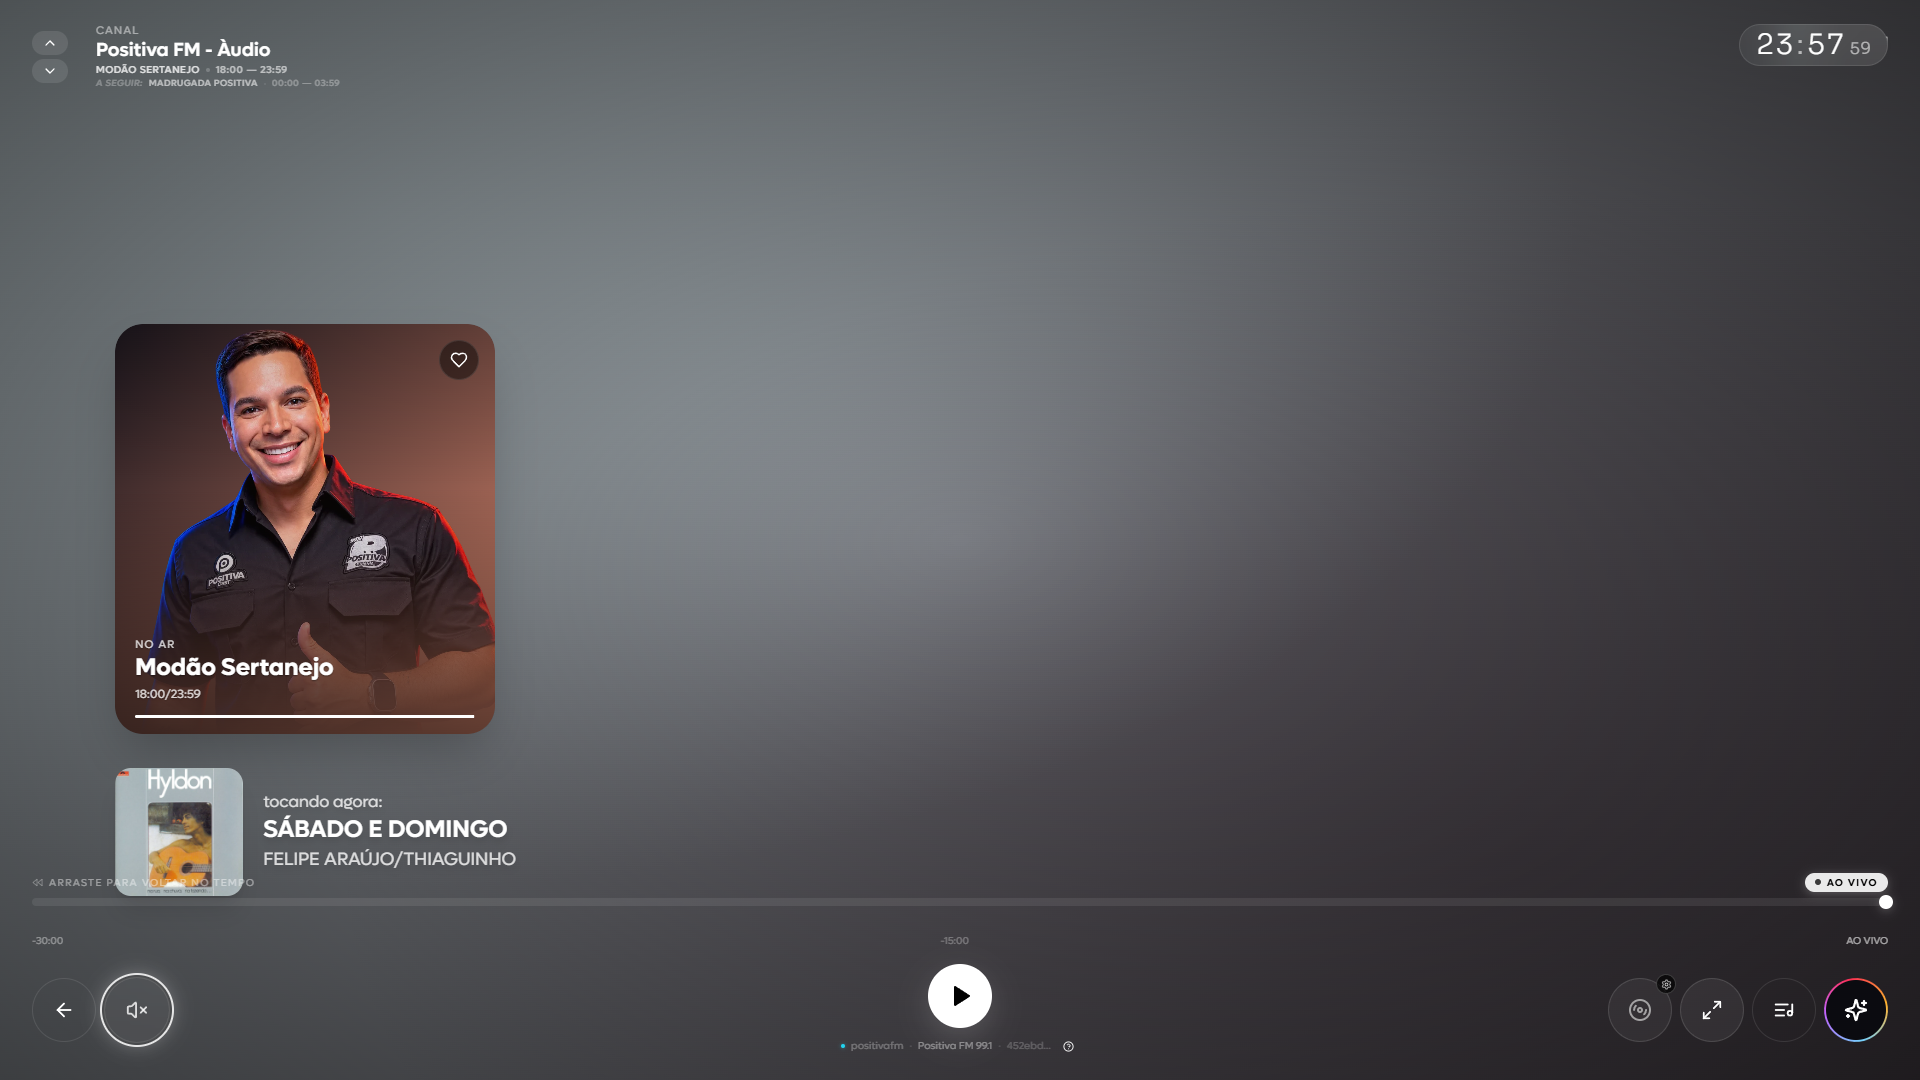 CANAL
Positiva FM - Àudio
MODÃO SERTANEJO • 18:00 — 23:59
A SEGUIR: MADRUGADA POSITIVA · 00:00 — 03:59
23:57 59
POSITIVA
POSITIVA
NO AR
Modão Sertanejo
18:00/23:59
Hyldon
tocando agora:
SÁBADO E DOMINGO
FELIPE ARAÚJO/THIAGUINHO
ARRASTE PARA VOLTAR NO TEMPO
AO VIVO
-30:00
-15:00
AO VIVO
positivafm · Positiva FM 99.1 · 452ebd...